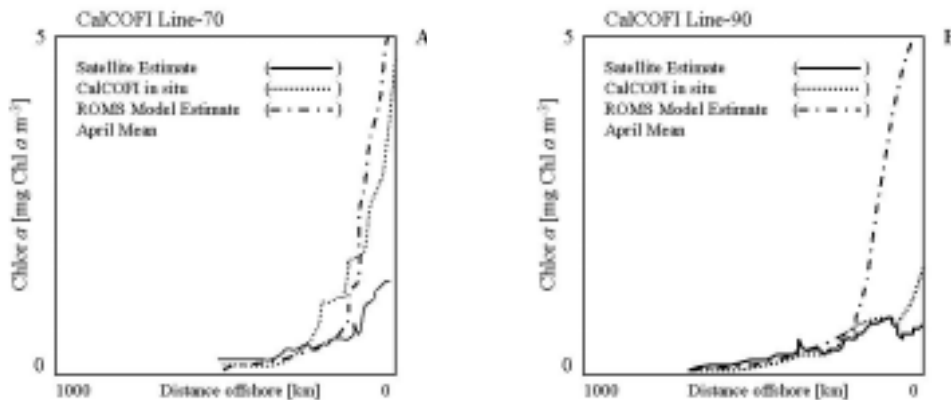 CalCOFI Line-70
A
5
Satellite Estimate
CalCOFI in situ
ROMS Model Estimate
April Mean
Chlor a [mg Chl a m⁻³]
0
1000 Distance offshore [km] 0
CalCOFI Line-90
5
Satellite Estimate
CalCOFI in situ
ROMS Model Estimate
April Mean
Chlor a [mg Chl a m⁻³]
0
1000 Distance offshore [km] 0